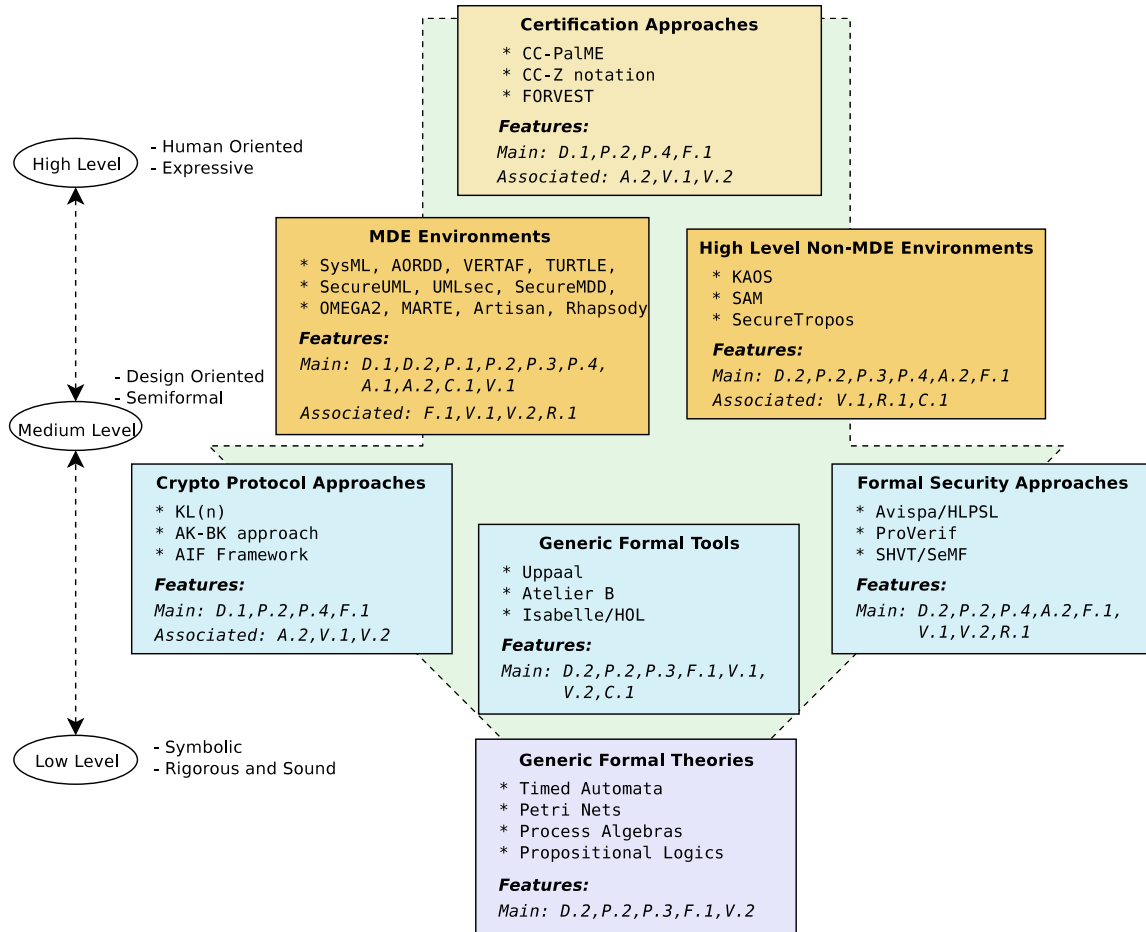 Certification Approaches
* CC-PalME
* CC-Z notation
* FORVEST
Features:
Main: D.1,P.2,P.4,F.1
Associated: A.2,V.1,V.2
High Level
- Human Oriented
- Expressive
MDE Environments
* SysML, AORDD, VERTAF, TURTLE,
* SecureUML, UMLsec, SecureMDD,
* OMEGA2, MARTE, Artisan, Rhapsody
Features:
Main: D.1,D.2,P.1,P.2,P.3,P.4,
A.1,A.2,C.1,V.1
Associated: F.1,V.1,V.2,R.1
High Level Non-MDE Environments
* KAOS
* SAM
* SecureTropos
Features:
Main: D.2,P.2,P.3,P.4,A.2,F.1
Associated: V.1,R.1,C.1
- Design Oriented
- Semiformal
Medium Level
Crypto Protocol Approaches
* KL(n)
* AK-BK approach
* AIF Framework
Features:
Main: D.1,P.2,P.4,F.1
Associated: A.2,V.1,V.2
Generic Formal Tools
* Uppaal
* Atelier B
* Isabelle/HOL
Features:
Main: D.2,P.2,P.3,F.1,V.1,
V.2,C.1
Formal Security Approaches
* Avispa/HLPSL
* ProVerif
* SHVT/SeMF
Features:
Main: D.2,P.2,P.4,A.2,F.1,
V.1,V.2,R.1
Low Level
- Symbolic
- Rigorous and Sound
Generic Formal Theories
* Timed Automata
* Petri Nets
* Process Algebras
* Propositional Logics
Features:
Main: D.2,P.2,P.3,F.1,V.2